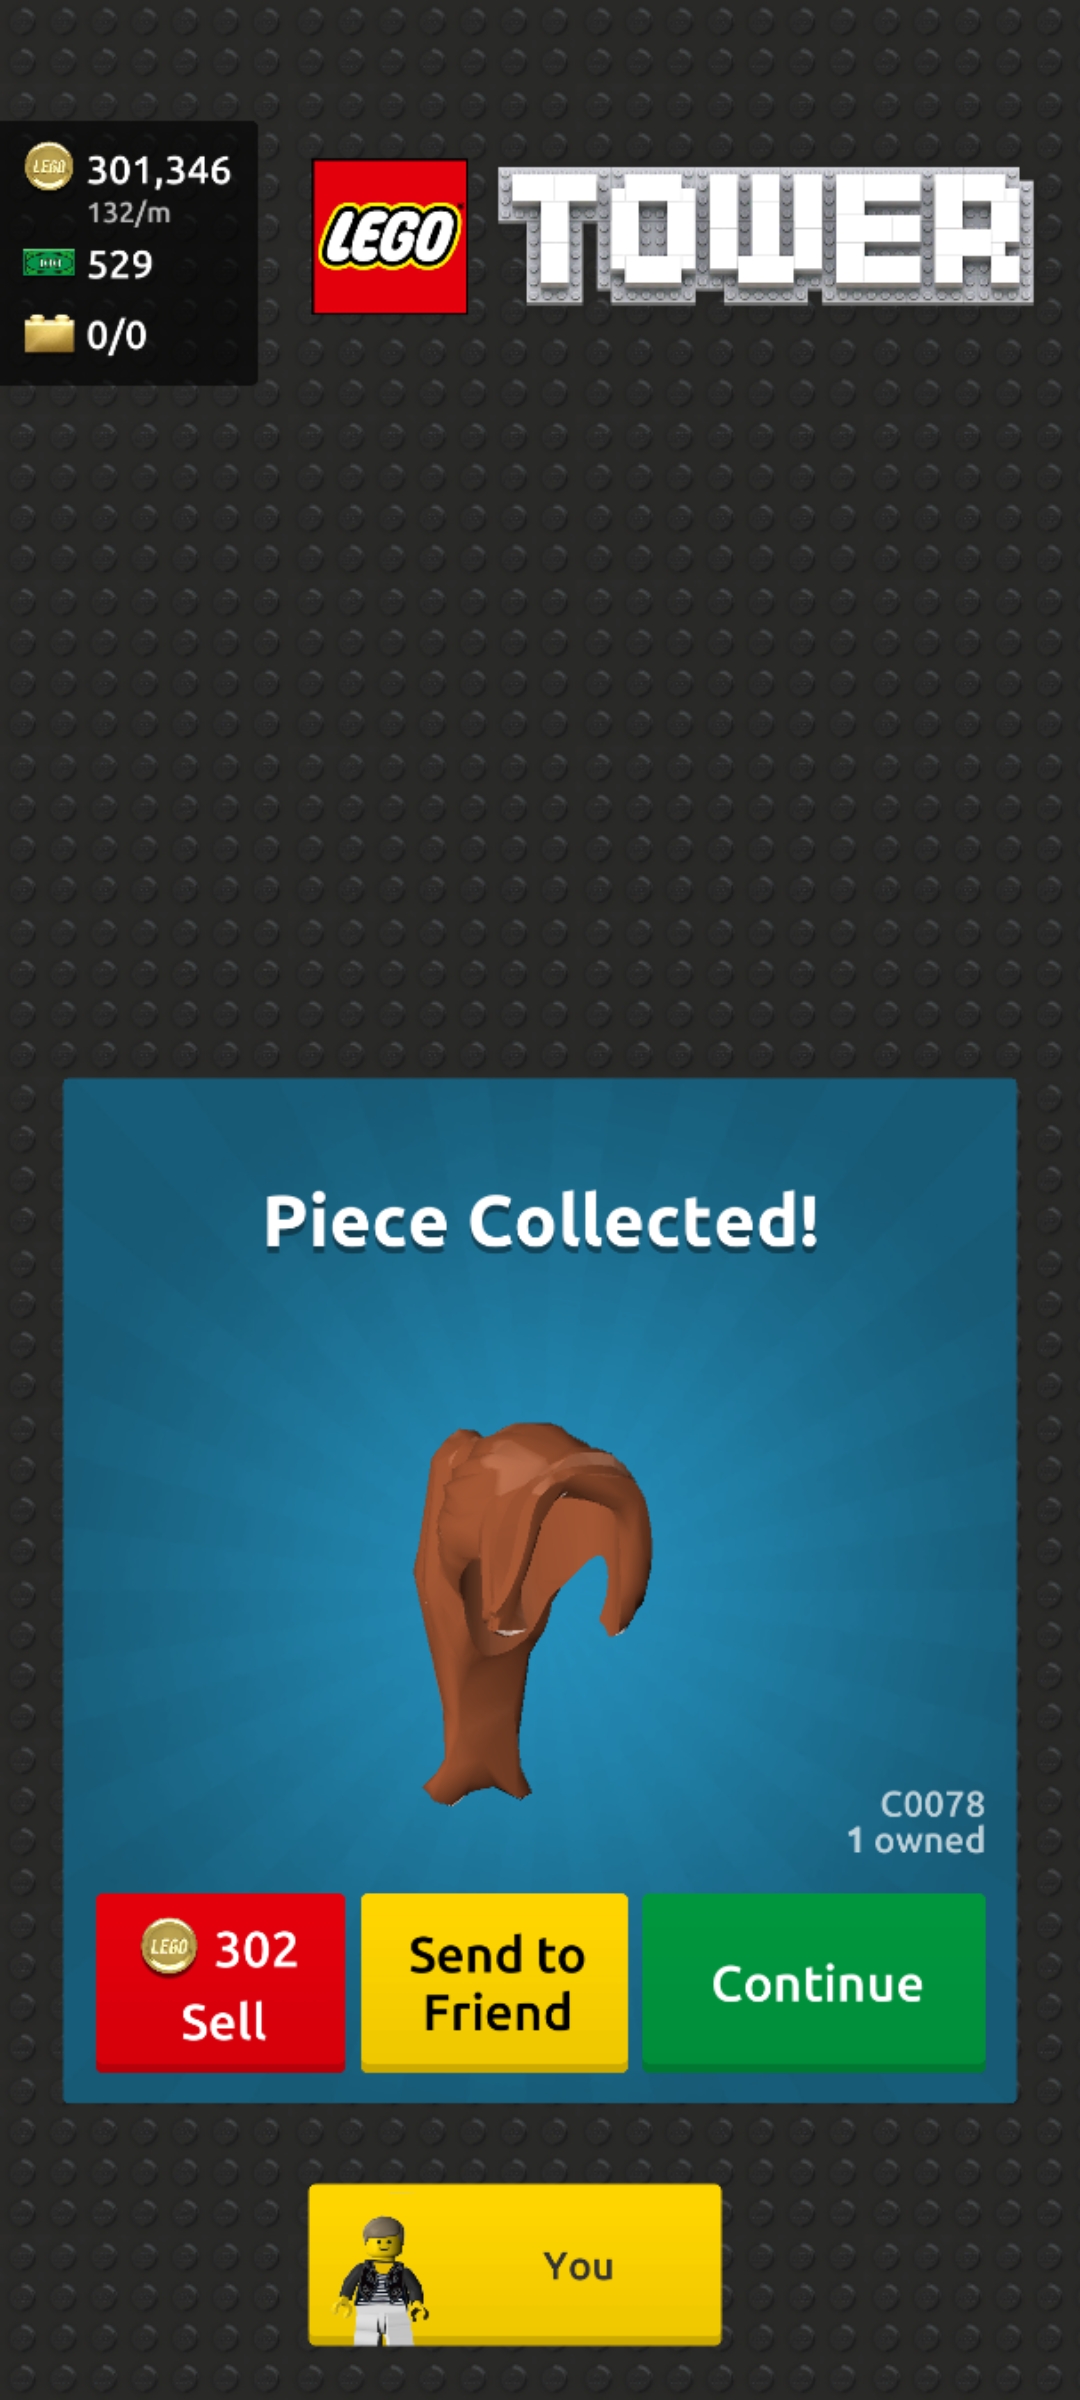 LEGO 301,346
132/m
529
0/0
LEGO TOWER
Piece Collected!
C0078
1 owned
LEGO 302
Sell
Send to
Friend
Continue
You